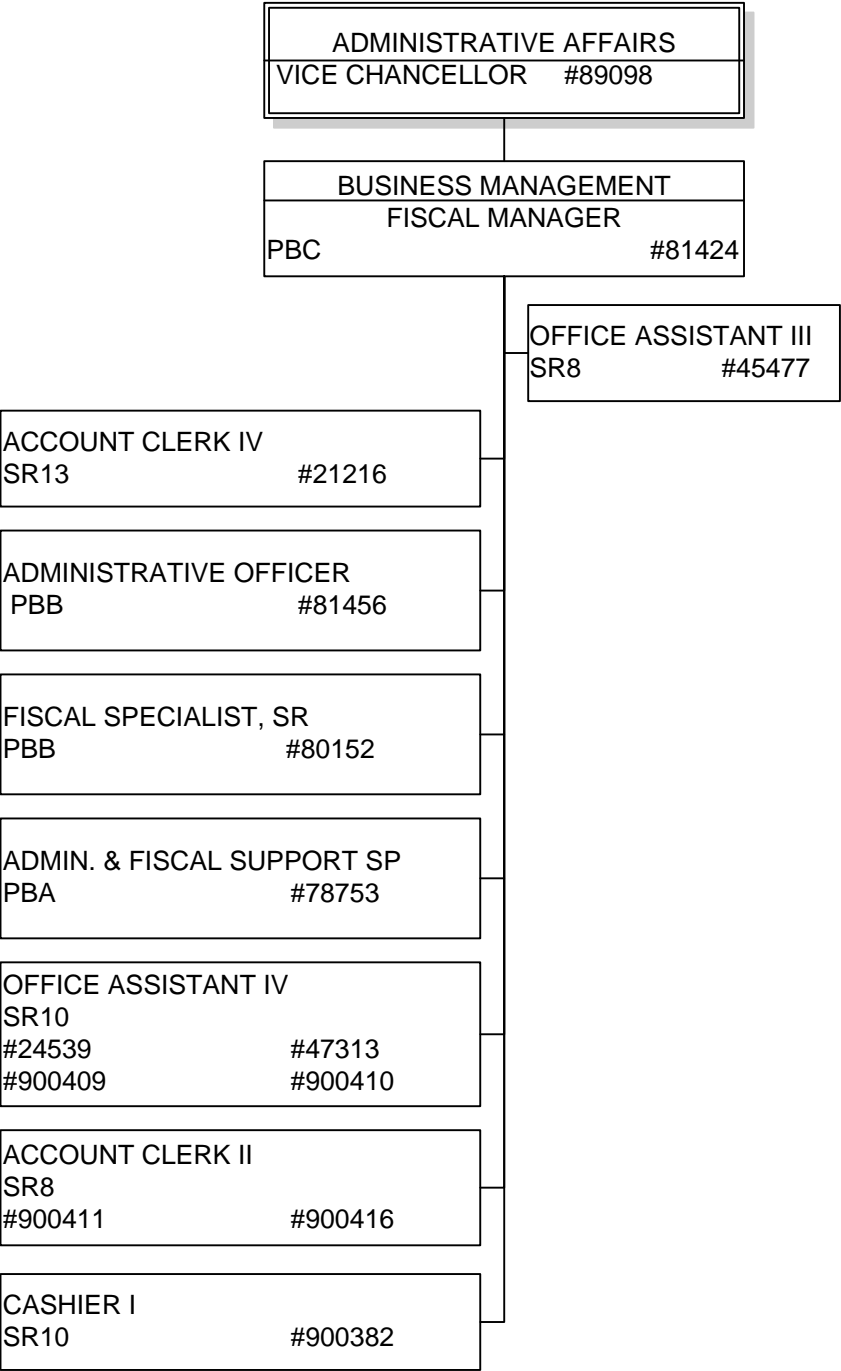 ADMINISTRATIVE AFFAIRS
VICE CHANCELLOR #89098
BUSINESS MANAGEMENT
FISCAL MANAGER
PBC #81424
OFFICE ASSISTANT III
SR8 #45477
ACCOUNT CLERK IV
SR13 #21216
ADMINISTRATIVE OFFICER
PBB #81456
FISCAL SPECIALIST, SR
PBB #80152
ADMIN. & FISCAL SUPPORT SP
PBA #78753
OFFICE ASSISTANT IV
SR10
#24539 #47313
#900409 #900410
ACCOUNT CLERK II
SR8
#900411 #900416
CASHIER I
SR10 #900382